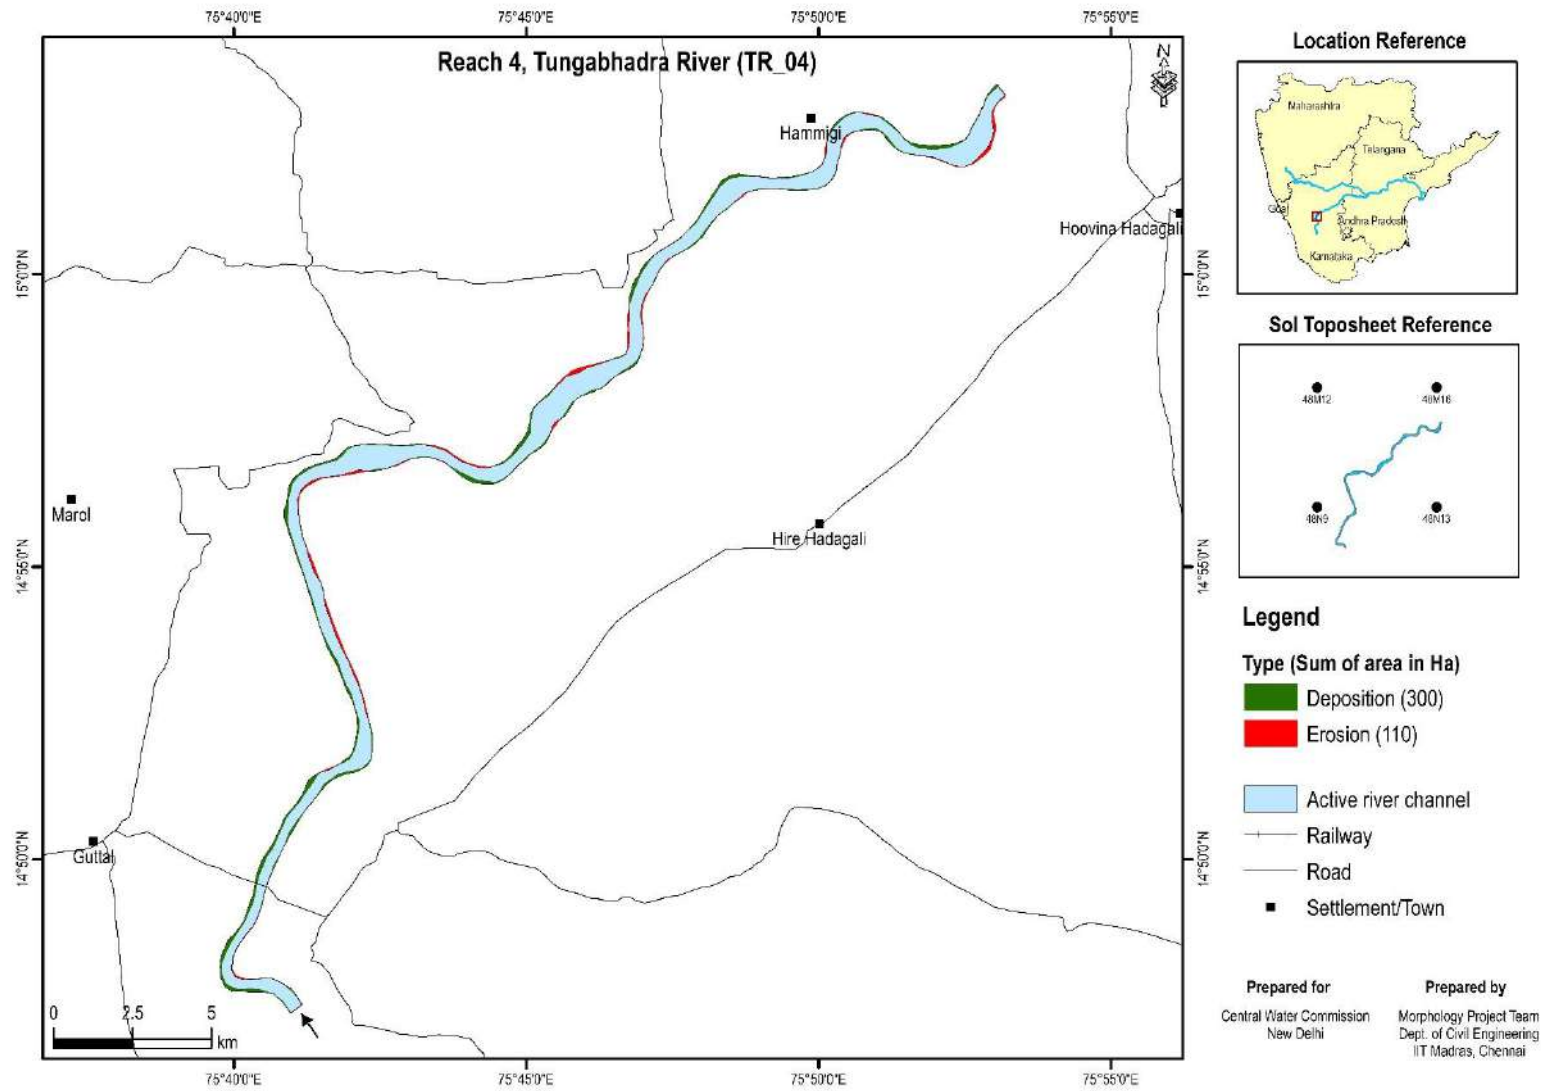 75°40'0"E
75°45'0"E
75°50'0"E
75°55'0"E
Reach 4, Tungabhadra River (TR_04)
N
Hammigi
Hoovina Hadagali
15°0'0"N
15°0'0"N
Marol
Hire Hadagali
14°55'0"N
14°55'0"N
Guttal
14°50'0"N
14°50'0"N
0 2.5 5
km
75°40'0"E
75°45'0"E
75°50'0"E
75°55'0"E
Location Reference
Maharashtra
Telangana
Goa
Andhra Pradesh
Karnataka
SoI Toposheet Reference
48M12
48M16
48N9
48N13
Legend
Type (Sum of area in Ha)
Deposition (300)
Erosion (110)
Active river channel
Railway
Road
Settlement/Town
Prepared for
Central Water Commission
New Delhi
Prepared by
Morphology Project Team
Dept. of Civil Engineering
IIT Madras, Chennai